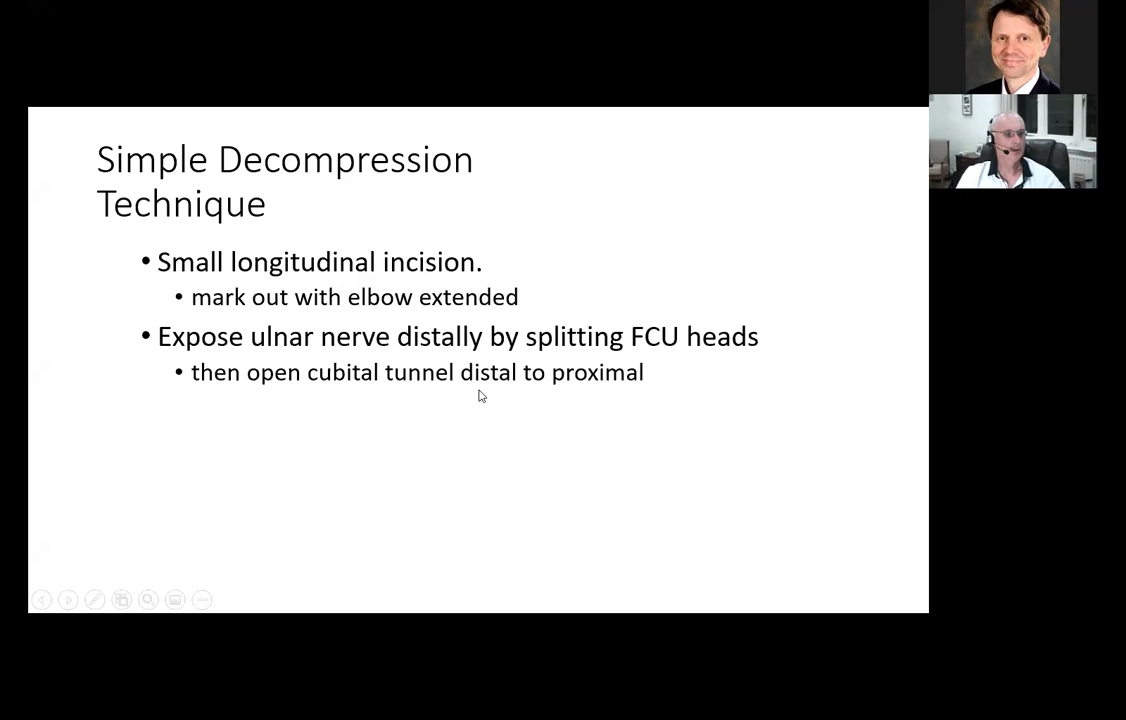 Simple Decompression
Technique
• Small longitudinal incision.
• mark out with elbow extended
• Expose ulnar nerve distally by splitting FCU heads
• then open cubital tunnel distal to proximal